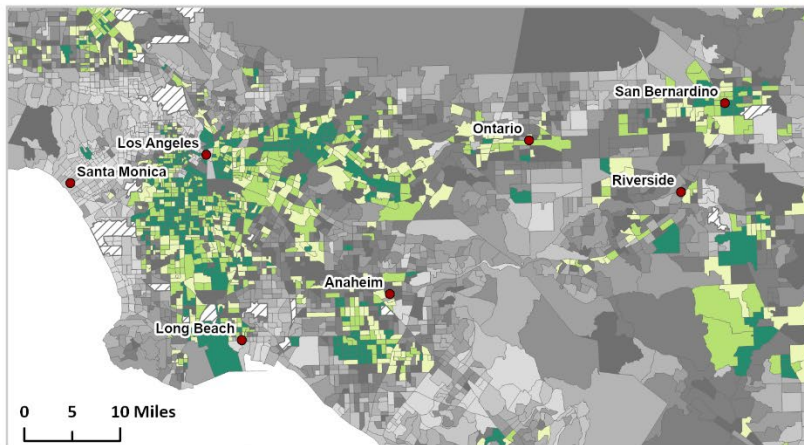 San Bernardino
Ontario
Los Angeles
Santa Monica
Riverside
Anaheim
Long Beach
0 5 10 Miles